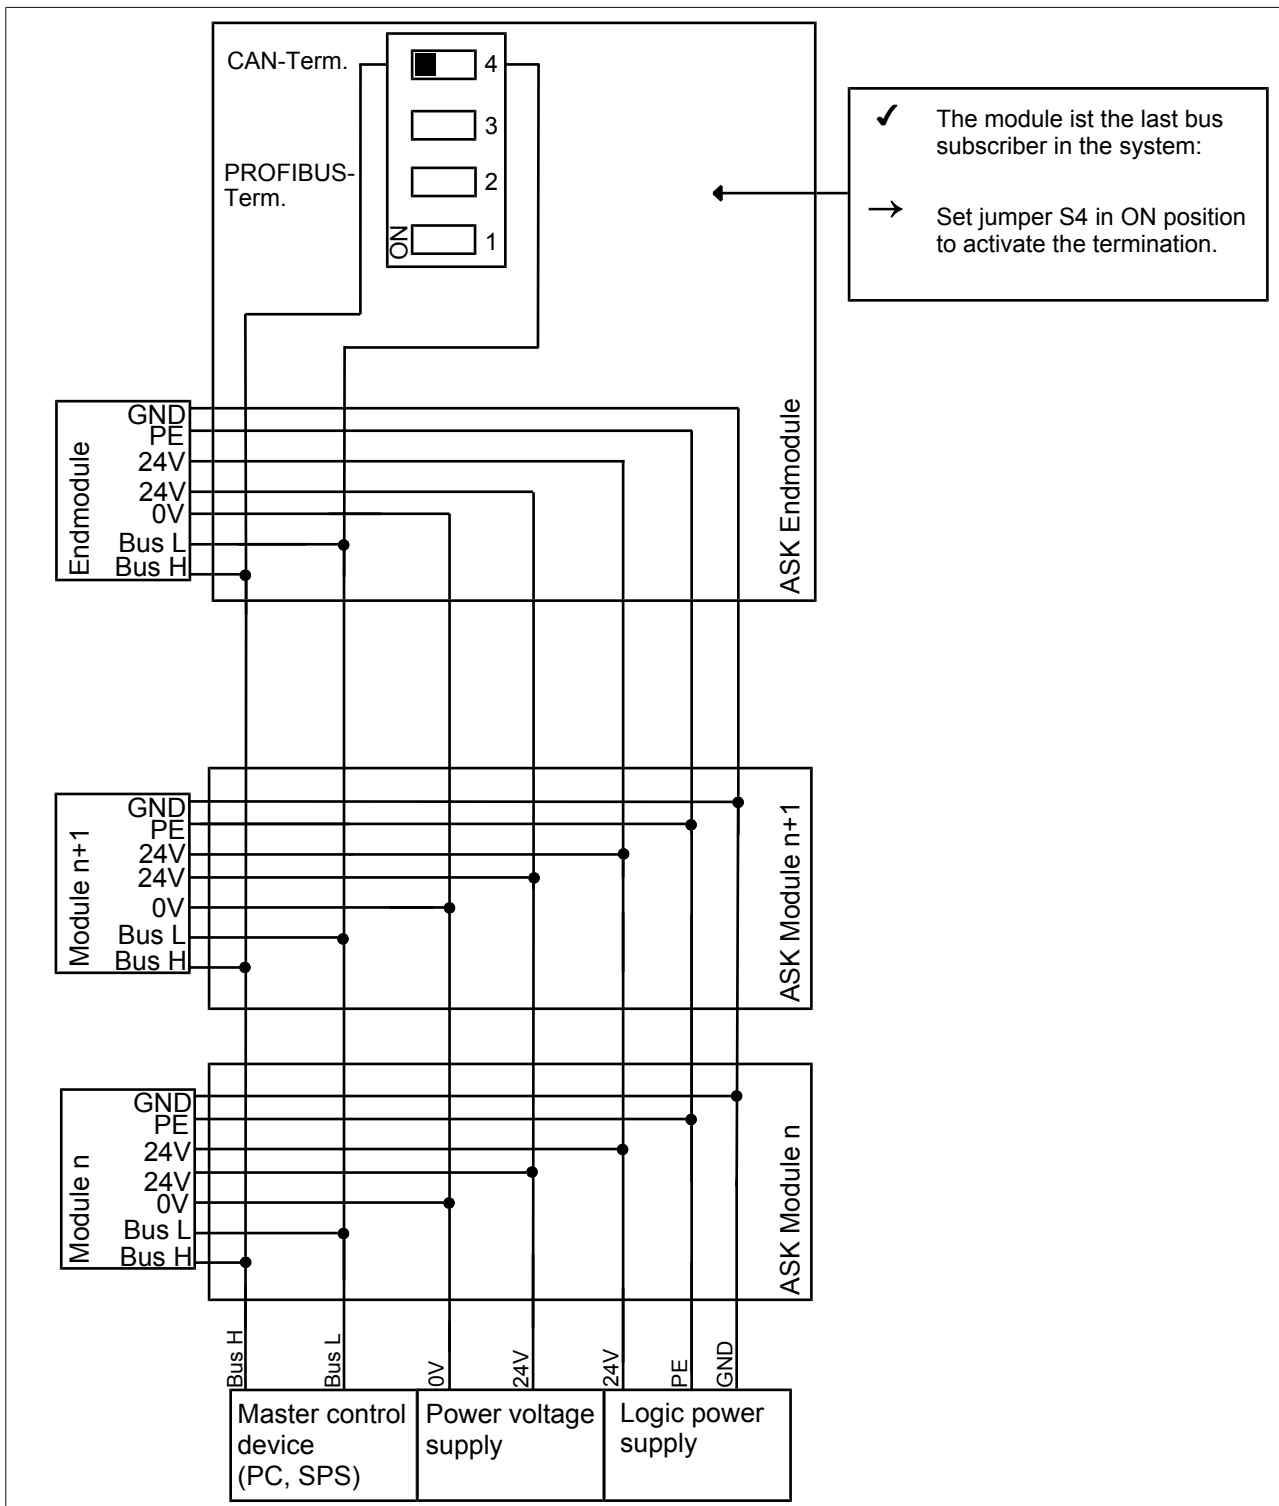 CAN-Term.
4
3
PROFIBUS-
Term.
2
ON
1
✓ The module ist the last bus
subscriber in the system:
→ Set jumper S4 in ON position
to activate the termination.
Endmodule
GND
PE
24V
24V
0V
Bus L
Bus H
ASK Endmodule
Module n+1
GND
PE
24V
24V
0V
Bus L
Bus H
ASK Module n+1
Module n
GND
PE
24V
24V
0V
Bus L
Bus H
ASK Module n
Bus H
Bus L
0V
24V
24V
PE
GND
Master control
device
(PC, SPS)
Power voltage
supply
Logic power
supply